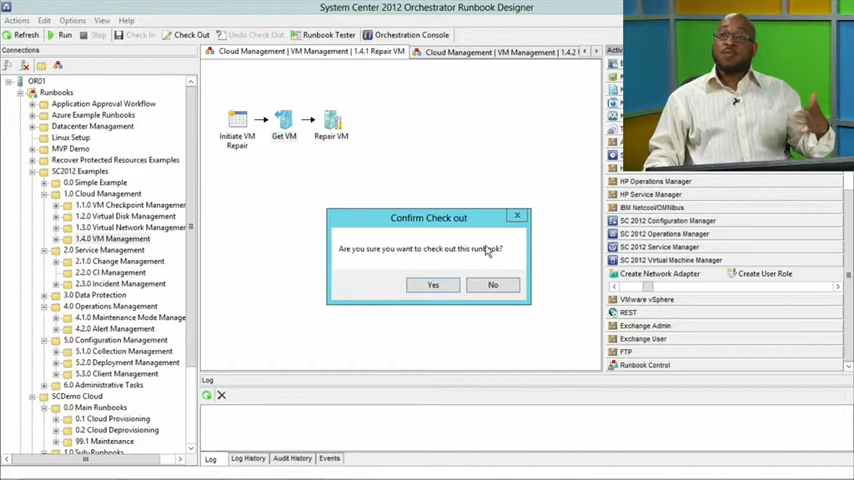 System Center 2012 Orchestrator Runbook Designer
Actions Edit Options View Help
Refresh Run Stop Check In Check Out Undo Check Out Runbook Tester Orchestration Console
Connections
Cloud Management | VM Management | 1.4.1 Repair VM
Cloud Management | VM Management | 1.4.2
OR01
Runbooks
Application Approval Workflow
Azure Example Runbooks
Datacenter Management
Linux Setup
MVP Demo
Recover Protected Resources Examples
SC2012 Examples
0.0 Simple Example
1.0 Cloud Management
1.1.0 VM Checkpoint Managemen
1.2.0 Virtual Disk Management
1.3.0 Virtual Network Managemen
1.4.0 VM Management
2.0 Service Management
2.1.0 Change Management
2.2.0 CI Management
2.3.0 Incident Management
3.0 Data Protection
4.0 Operations Management
4.1.0 Maintenance Mode Manage
4.2.0 Alert Management
5.0 Configuration Management
5.1.0 Collection Management
5.2.0 Deployment Management
5.3.0 Client Management
6.0 Administrative Tasks
SCDemo Cloud
0.0 Main Runbooks
0.1 Cloud Provisioning
0.2 Cloud Deprovisioning
99.1 Maintenance
1.0 Sub-Runbooks
Initiate VM
Repair
Get VM
Repair VM
Confirm Check out
Are you sure you want to check out this runbook?
Yes
No
HP Operations Manager
HP Service Manager
IBM Netcool/OMNIbus
SC 2012 Configuration Manager
SC 2012 Operations Manager
SC 2012 Service Manager
SC 2012 Virtual Machine Manager
Create Network Adapter
Create User Role
VMware vSphere
REST
Exchange Admin
Exchange User
FTP
Runbook Control
Log
Log Log History Audit History Events